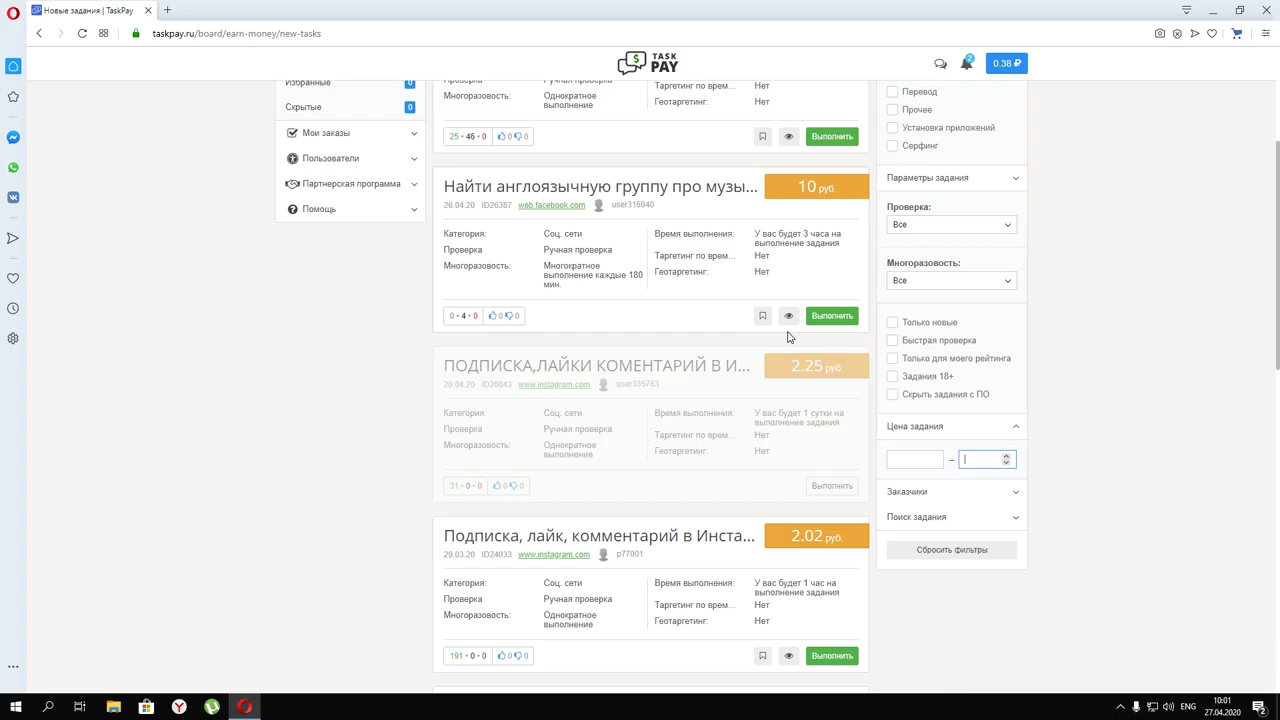 Новые задания | TaskPay
taskpay.ru/board/earn-money/new-tasks
TASK
PAY
2
0.38 ₽
Избранные 0
Скрытые 0
Мои заказы
Пользователи
Партнерская программа
Помощь
Проверка Ручная проверка
Многоразовость: Однократное
выполнение
Таргетинг по врем... Нет
Геотаргетинг: Нет
25 • 46 • 0 0 0 Выполнить
Найти англоязычную группу про музы... 10 руб.
26.04.20 ID26387 web.facebook.com user316940
Категория: Соц. сети
Проверка Ручная проверка
Многоразовость: Многократное
выполнение каждые 180
мин.
Время выполнения: У вас будет 3 часа на
выполнение задания
Таргетинг по врем... Нет
Геотаргетинг: Нет
0 • 4 • 0 0 0 Выполнить
ПОДПИСКА,ЛАЙКИ КОМЕНТАРИЙ В И... 2.25 руб.
20.04.20 ID26043 www.instagram.com user335763
Категория: Соц. сети
Проверка Ручная проверка
Многоразовость: Однократное
выполнение
Время выполнения: У вас будет 1 сутки на
выполнение задания
Таргетинг по врем... Нет
Геотаргетинг: Нет
31 • 0 • 0 0 0 Выполнить
Подписка, лайк, комментарий в Инста... 2.02 руб.
29.03.20 ID24033 www.instagram.com p77001
Категория: Соц. сети
Проверка Ручная проверка
Многоразовость: Однократное
выполнение
Время выполнения: У вас будет 1 час на
выполнение задания
Таргетинг по врем... Нет
Геотаргетинг: Нет
191 • 0 • 0 0 0 Выполнить
Перевод
Прочее
Установка приложений
Серфинг
Параметры задания
Проверка:
Все
Многоразовость:
Все
Только новые
Быстрая проверка
Только для моего рейтинга
Задания 18+
Скрыть задания с ПО
Цена задания
–
Заказчики
Поиск задания
Сбросить фильтры
ENG
10:01
27.04.2020
2